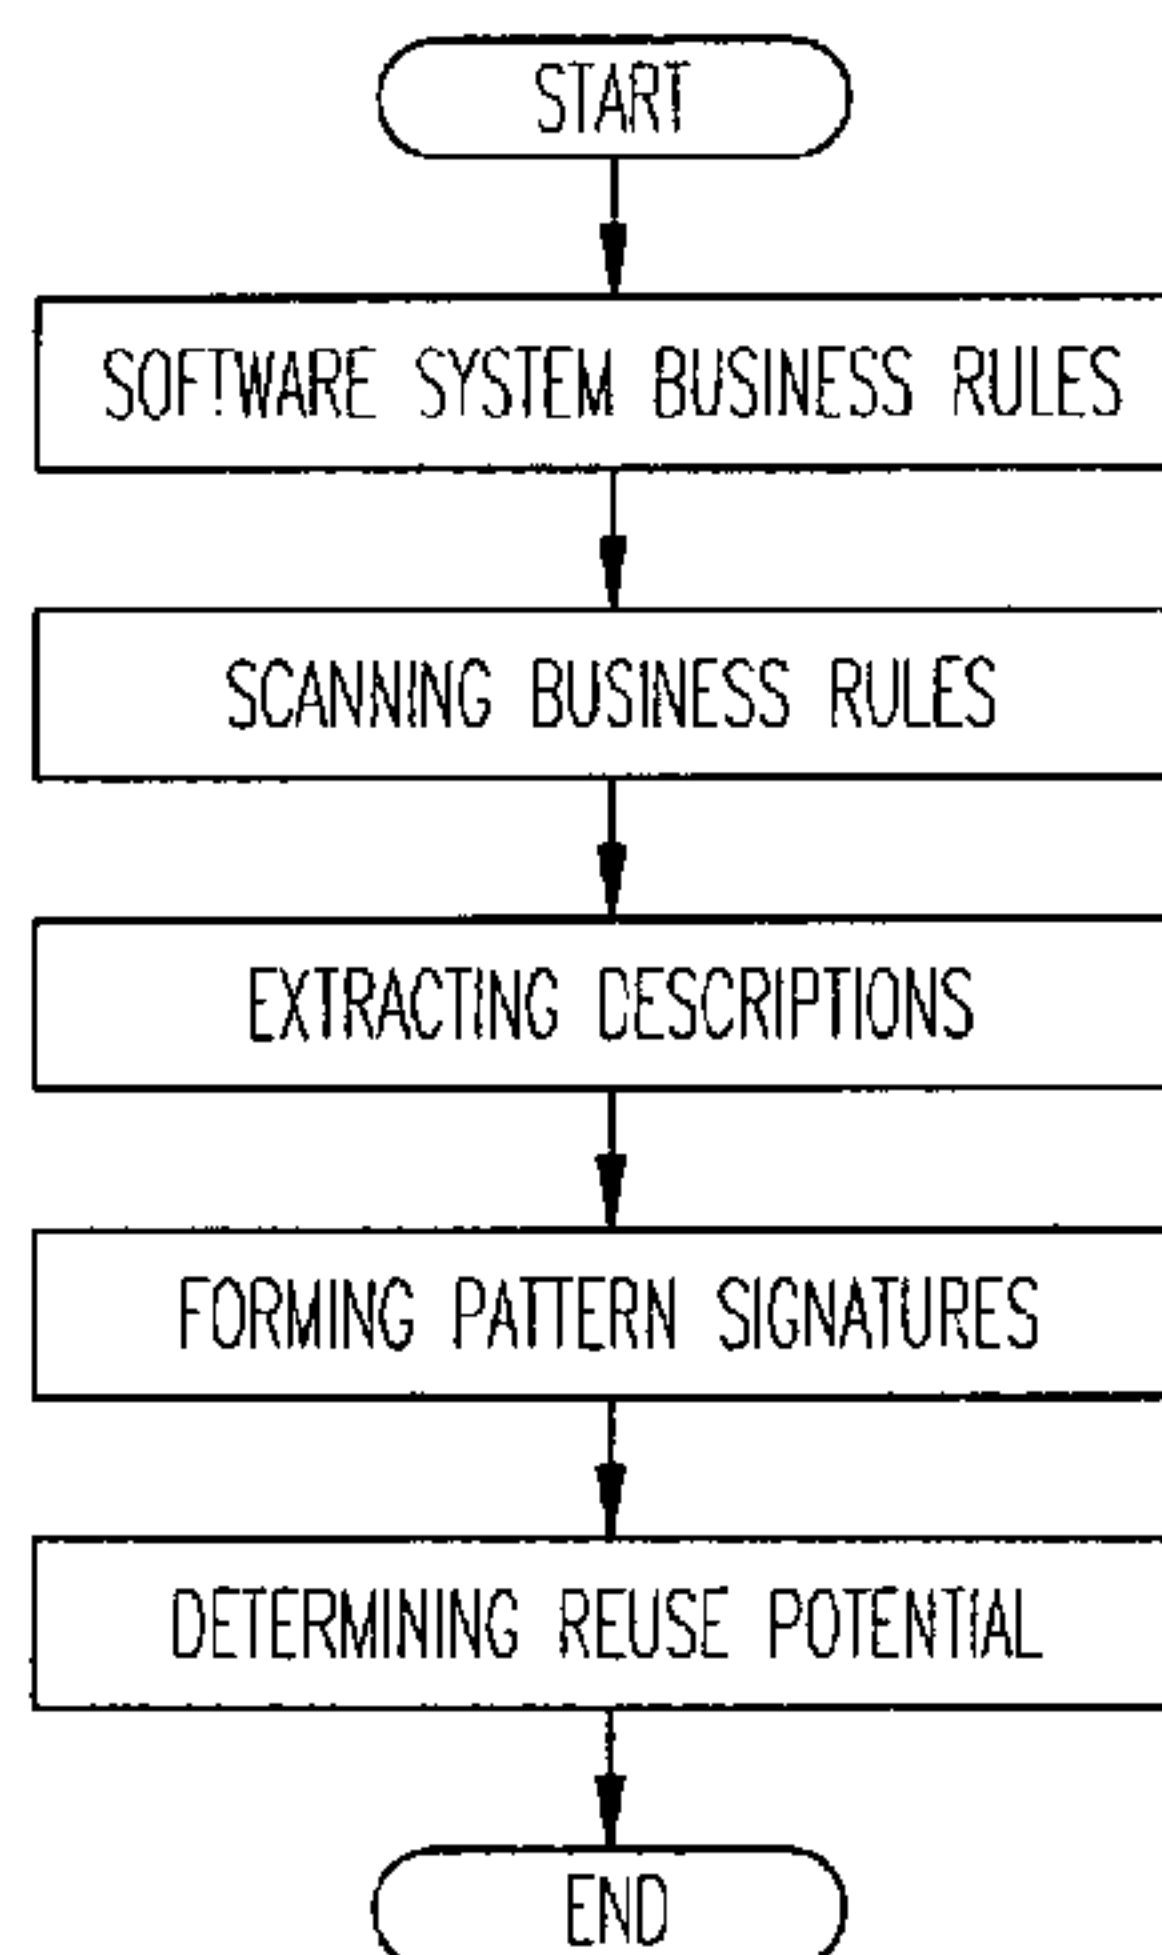 START
SOFTWARE SYSTEM BUSINESS RULES
SCANNING BUSINESS RULES
EXTRACTING DESCRIPTIONS
FORMING PATTERN SIGNATURES
DETERMINING REUSE POTENTIAL
END